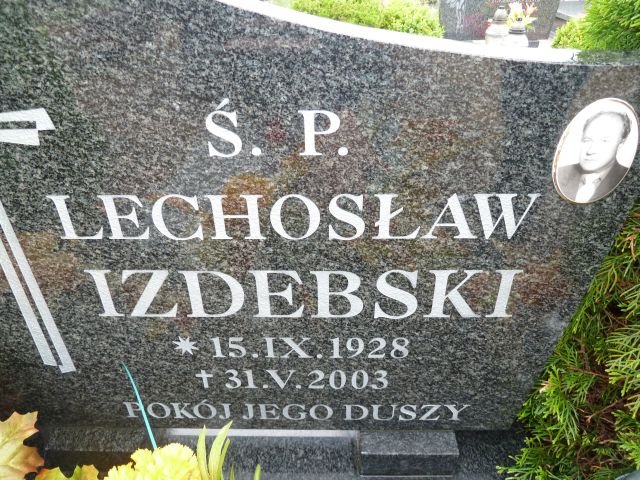 Ś. P.
LECHOSŁAW
IZDEBSKI
* 15.IX.1928
† 31.V.2003
POKÓJ JEGO DUSZY